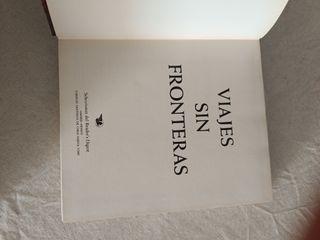 VIAJES
SIN
FRONTERAS
Selecciones del Reader's Digest